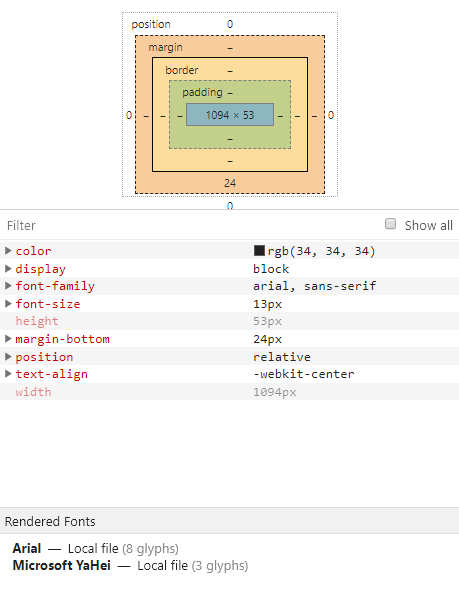 position 0
margin –
border –
padding –
0 – – – 1094 × 53 – – – 0
–
–
24
0
Filter Show all
color rgb(34, 34, 34)
display block
font-family arial, sans-serif
font-size 13px
height 53px
margin-bottom 24px
position relative
text-align -webkit-center
width 1094px
Rendered Fonts
Arial — Local file (8 glyphs)
Microsoft YaHei — Local file (3 glyphs)